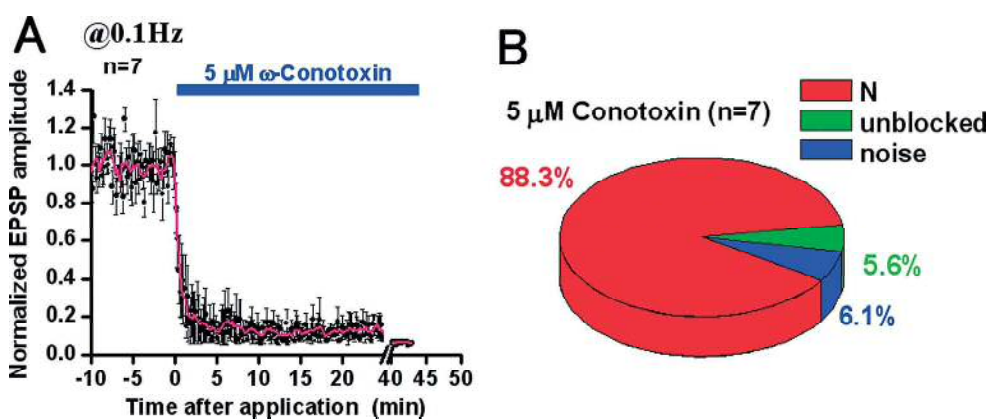 A
@0.1Hz
n=7
5 μM ω-Conotoxin
Normalized EPSP amplitude
1.4
1.2
1.0
0.8
0.6
0.4
0.2
0.0
-10 -5 0 5 10 15 20 40 45 50
Time after application (min)
B
5 μM Conotoxin (n=7)
N
unblocked
noise
88.3%
5.6%
6.1%